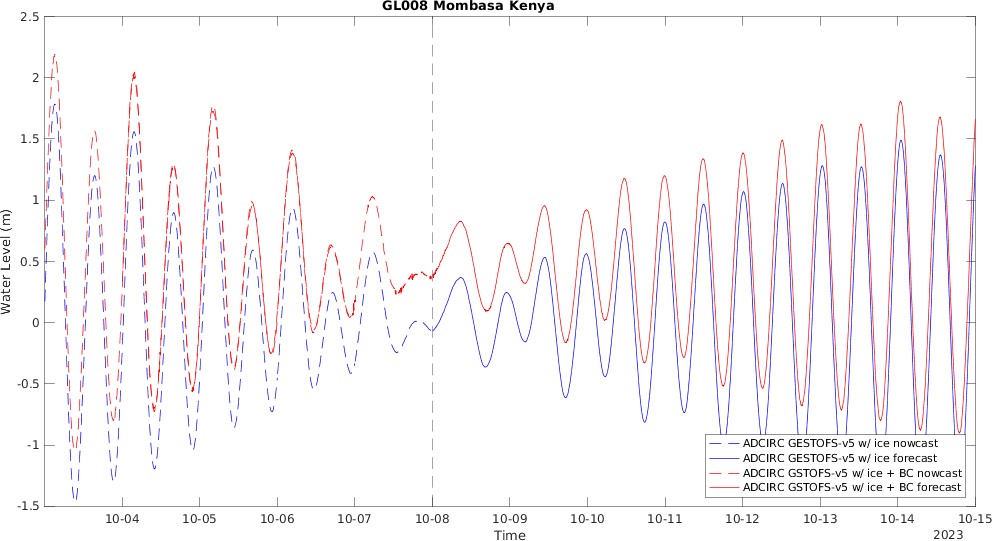 GL008 Mombasa Kenya
2.5
2
1.5
1
0.5
0
-0.5
-1
-1.5
Water Level (m)
ADCIRC GESTOFS-v5 w/ ice nowcast
ADCIRC GESTOFS-v5 w/ ice forecast
ADCIRC GSTOFS-v5 w/ ice + BC nowcast
ADCIRC GSTOFS-v5 w/ ice + BC forecast
10-04 10-05 10-06 10-07 10-08 10-09 10-10 10-11 10-12 10-13 10-14 10-15
Time
2023